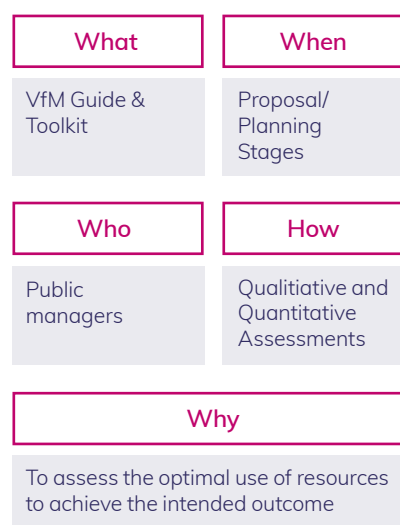 What
When
VfM Guide &
Toolkit
Proposal/
Planning
Stages
Who
How
Public
managers
Qualitiative and
Quantitative
Assessments
Why
To assess the optimal use of resources
to achieve the intended outcome